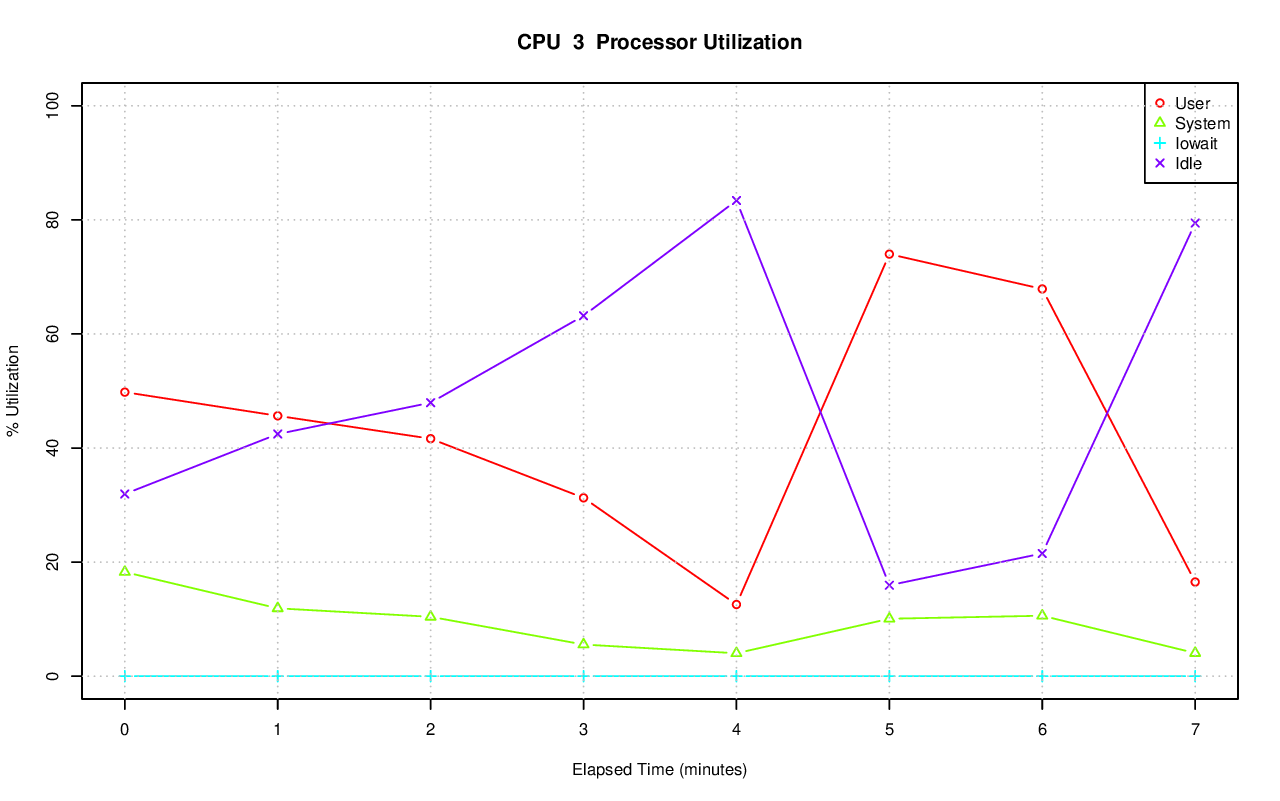 CPU  3  Processor Utilization
% Utilization
100
80
60
40
20
0
User
System
Iowait
Idle
0 1 2 3 4 5 6 7
Elapsed Time (minutes)